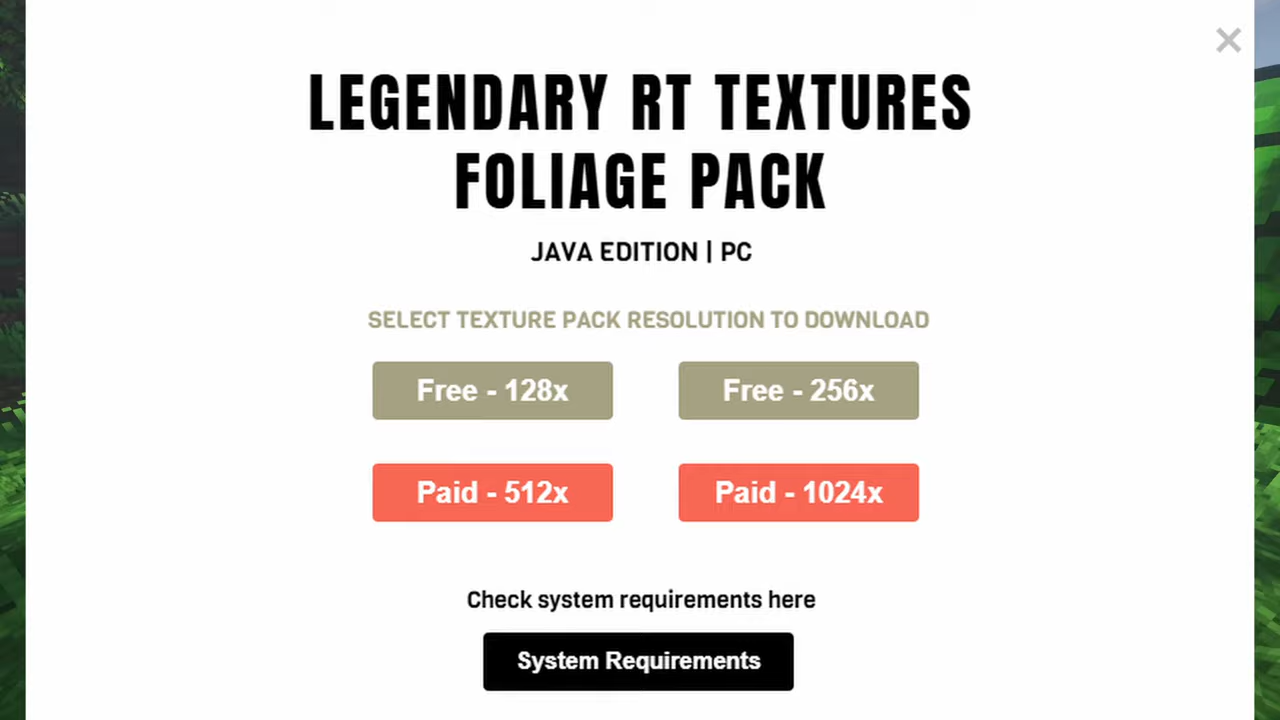 LEGENDARY RT TEXTURES
FOLIAGE PACK
JAVA EDITION | PC
SELECT TEXTURE PACK RESOLUTION TO DOWNLOAD
Free - 128x
Free - 256x
Paid - 512x
Paid - 1024x
Check system requirements here
System Requirements